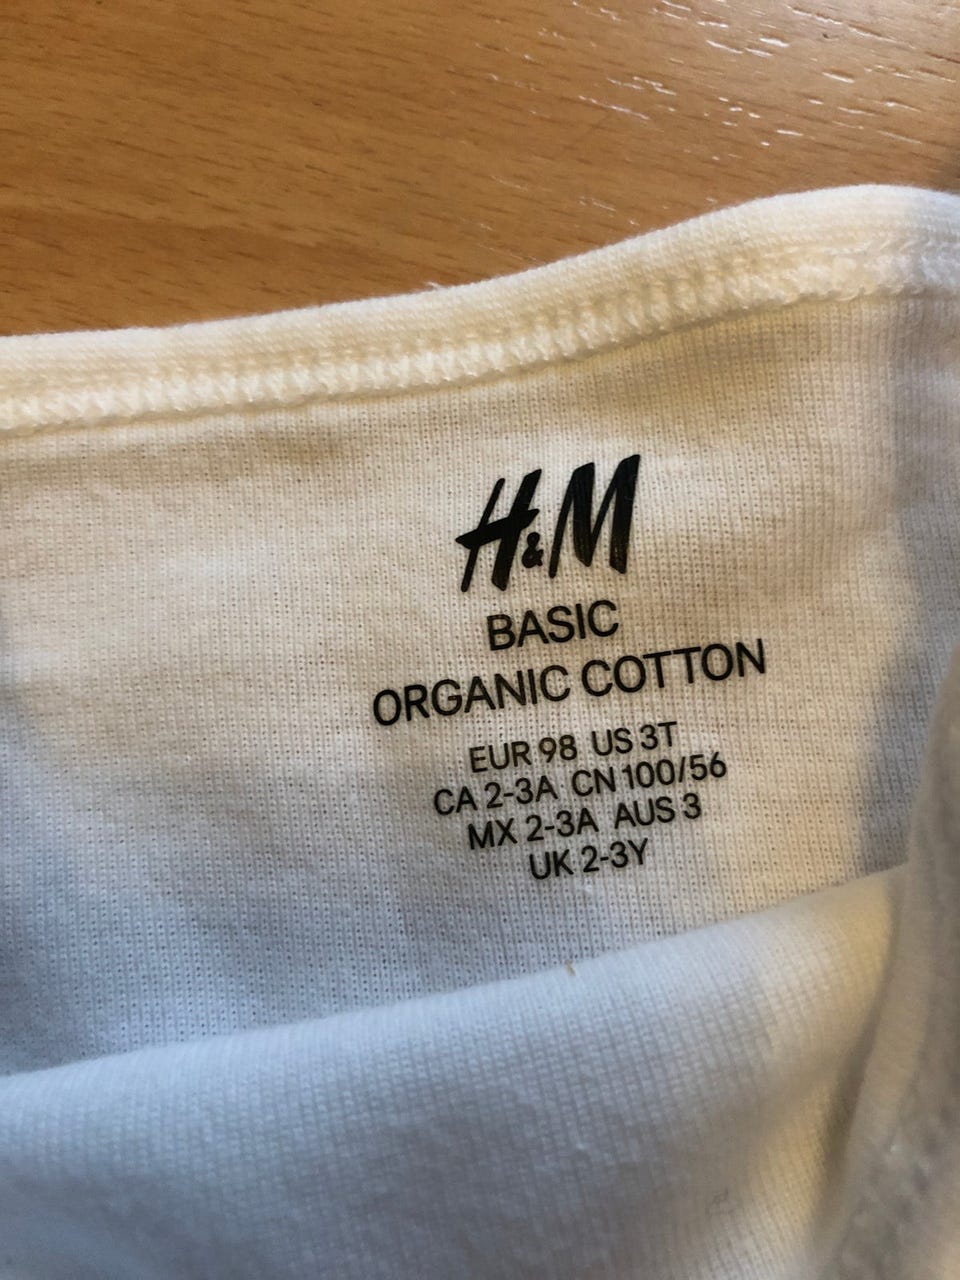 H&M
BASIC
ORGANIC COTTON
EUR 98 US 3T
CA 2-3A CN 100/56
MX 2-3A AUS 3
UK 2-3Y